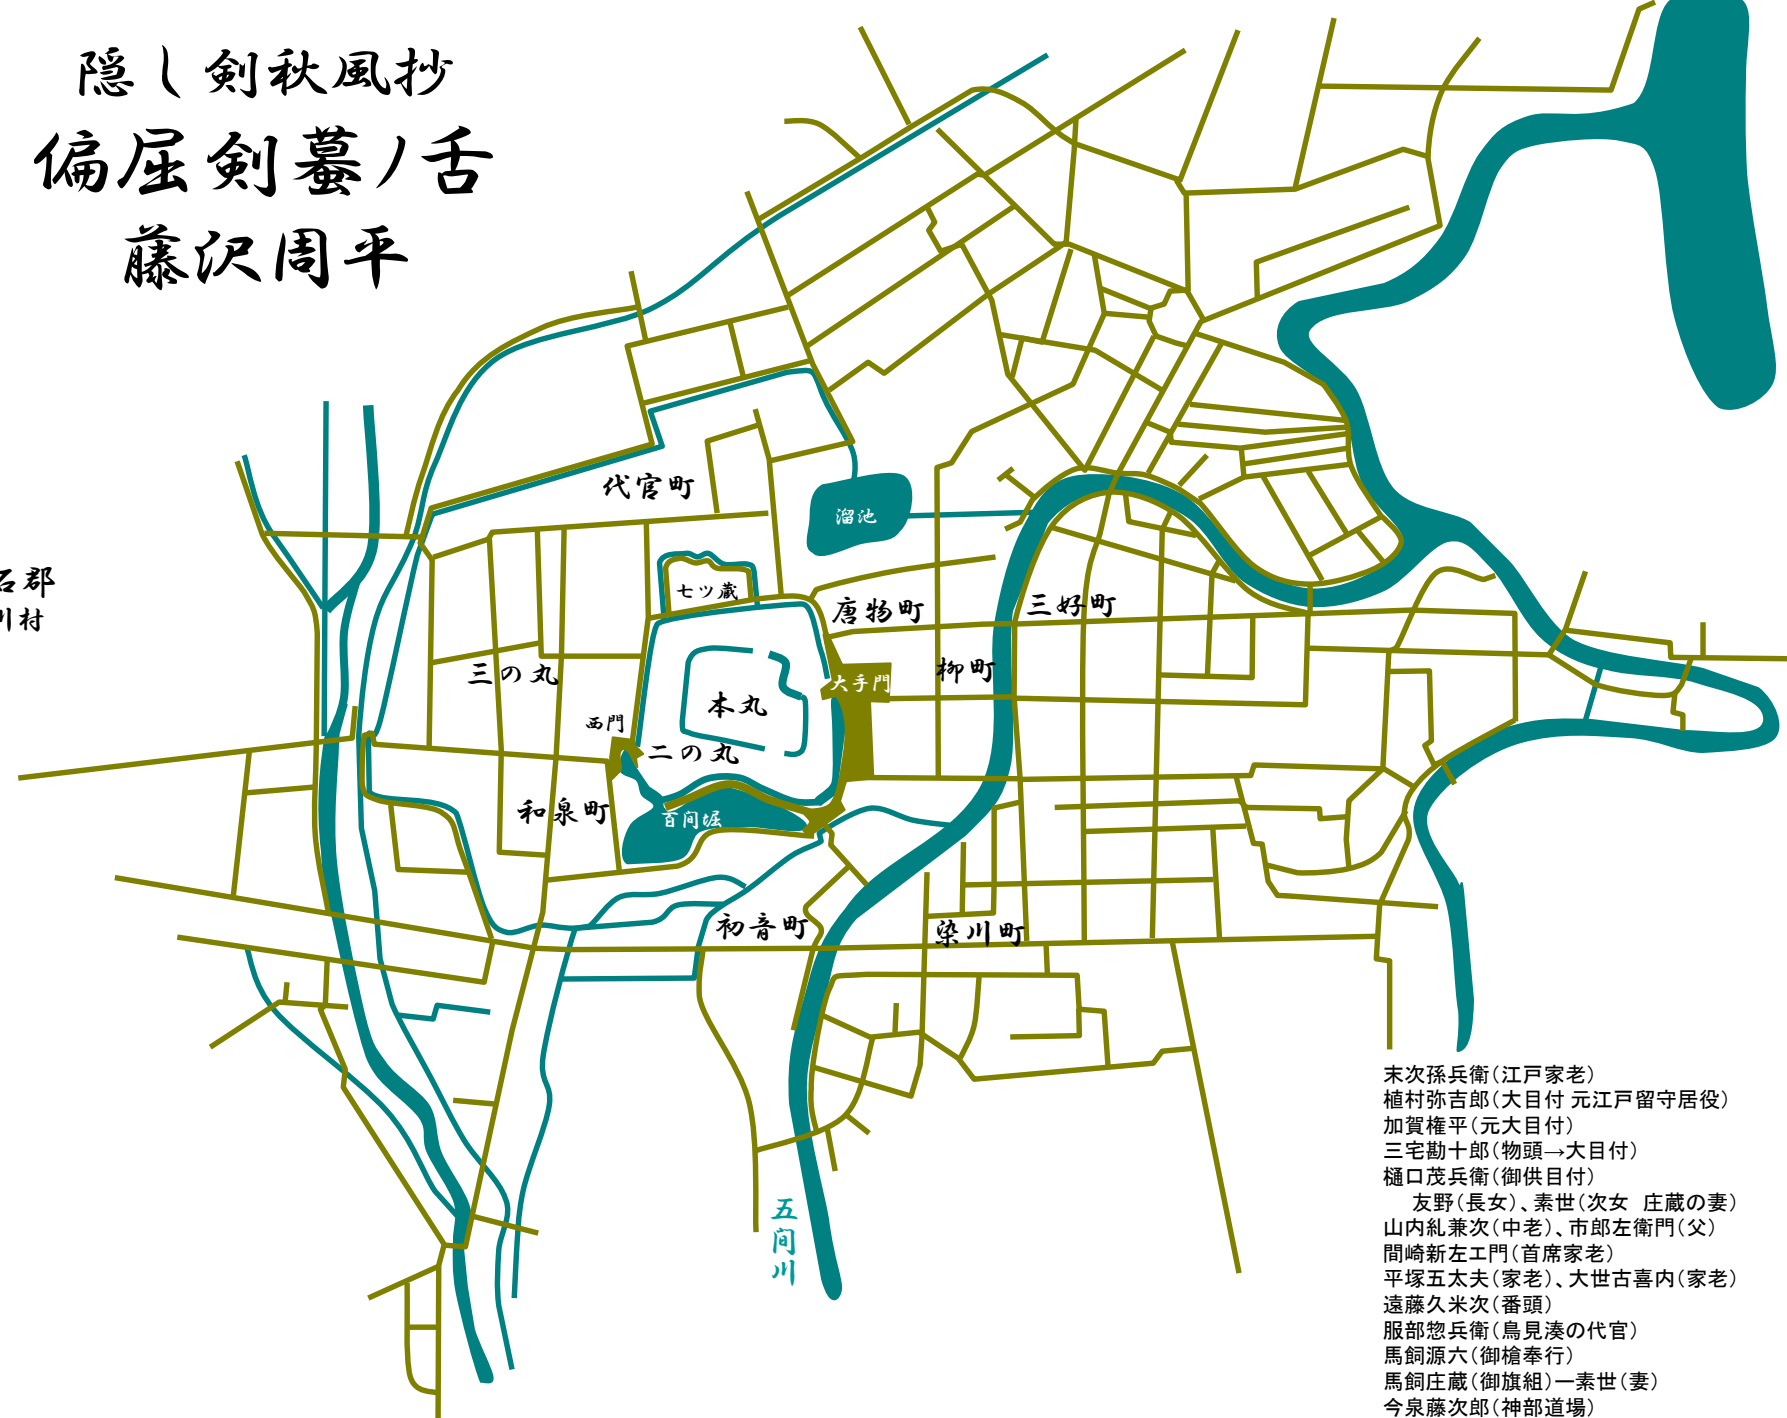 隠し剣秋風抄
偏屈剣蟇ノ舌
藤沢周平
石郡
川村
代官町
溜池
七ツ蔵
唐物町
三好町
三の丸
柳町
大手門
本丸
西門
二の丸
和泉町
百间堀
初音町
染川町
五间川
末次孫兵衛(江戸家老)
植村弥吉郎(大目付 元江戸留守居役)
加賀権平(元大目付)
三宅勘十郎(物頭→大目付)
樋口茂兵衛(御供目付)
友野(長女)、素世(次女 庄蔵の妻)
山内糺兼次(中老)、市郎左衛門(父)
間崎新左エ門(首席家老)
平塚五太夫(家老)、大世古喜内(家老)
遠藤久米次(番頭)
服部惣兵衛(鳥見湊の代官)
馬飼源六(御槍奉行)
馬飼庄蔵(御旗組)ー素世(妻)
今泉藤次郎(神部道場)